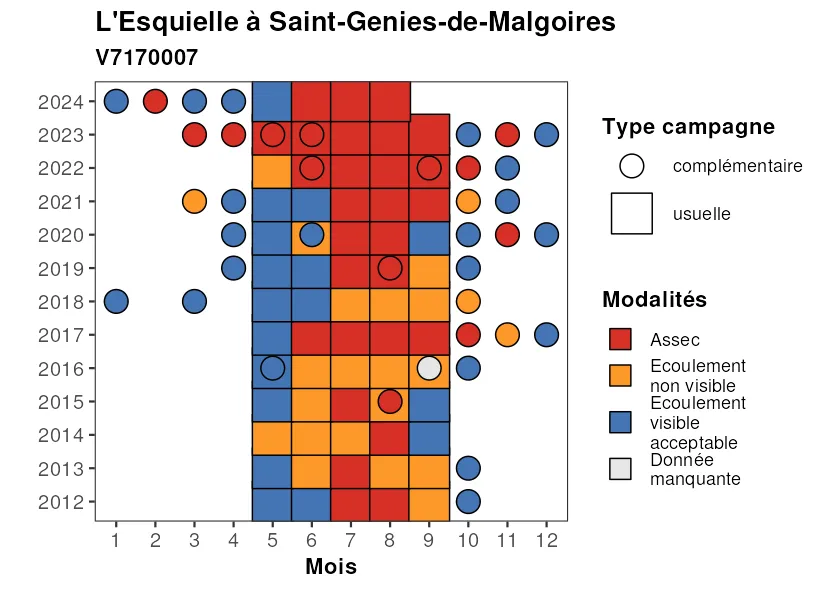 L'Esquielle à Saint-Genies-de-Malgoires
V7170007
2024
2023
2022
2021
2020
2019
2018
2017
2016
2015
2014
2013
2012
1 2 3 4 5 6 7 8 9 10 11 12
Mois
Type campagne
complémentaire
usuelle
Modalités
Assec
Ecoulement
non visible
Ecoulement
visible
acceptable
Donnée
manquante